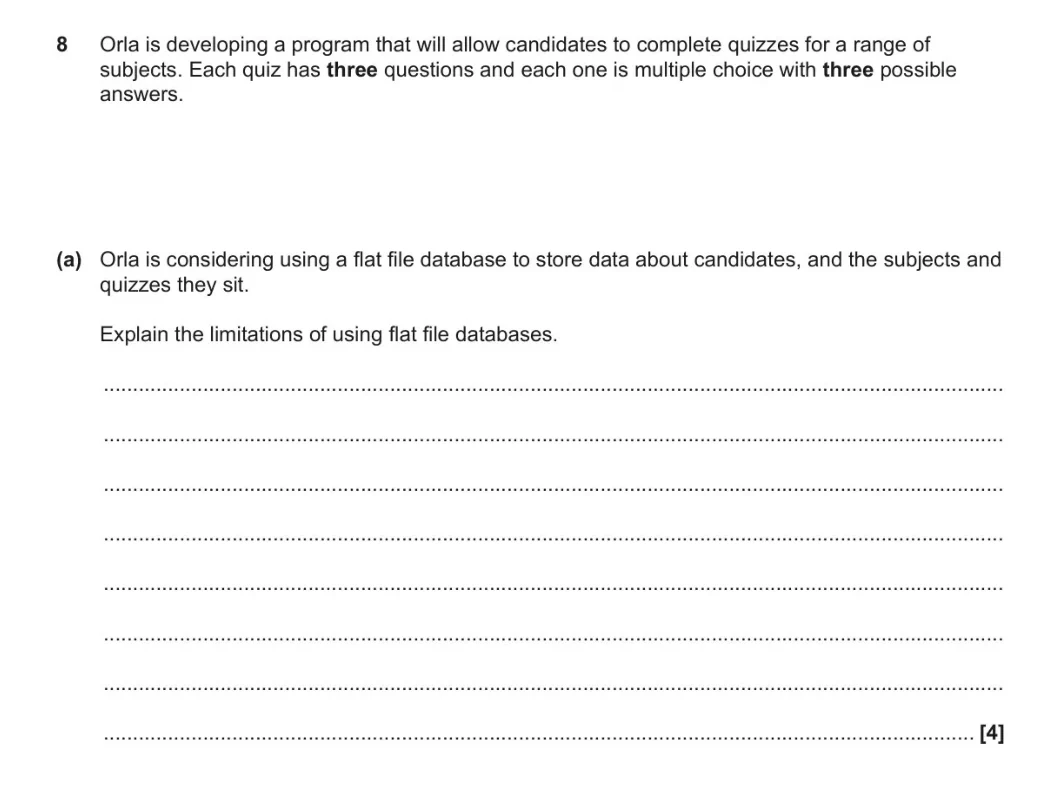 8 Orla is developing a program that will allow candidates to complete quizzes for a range of
subjects. Each quiz has three questions and each one is multiple choice with three possible
answers.
(a) Orla is considering using a flat file database to store data about candidates, and the subjects and
quizzes they sit.
Explain the limitations of using flat file databases.
..........................................................................................................................................................
..........................................................................................................................................................
..........................................................................................................................................................
..........................................................................................................................................................
..........................................................................................................................................................
..........................................................................................................................................................
..........................................................................................................................................................
..................................................................................................................................................... [4]